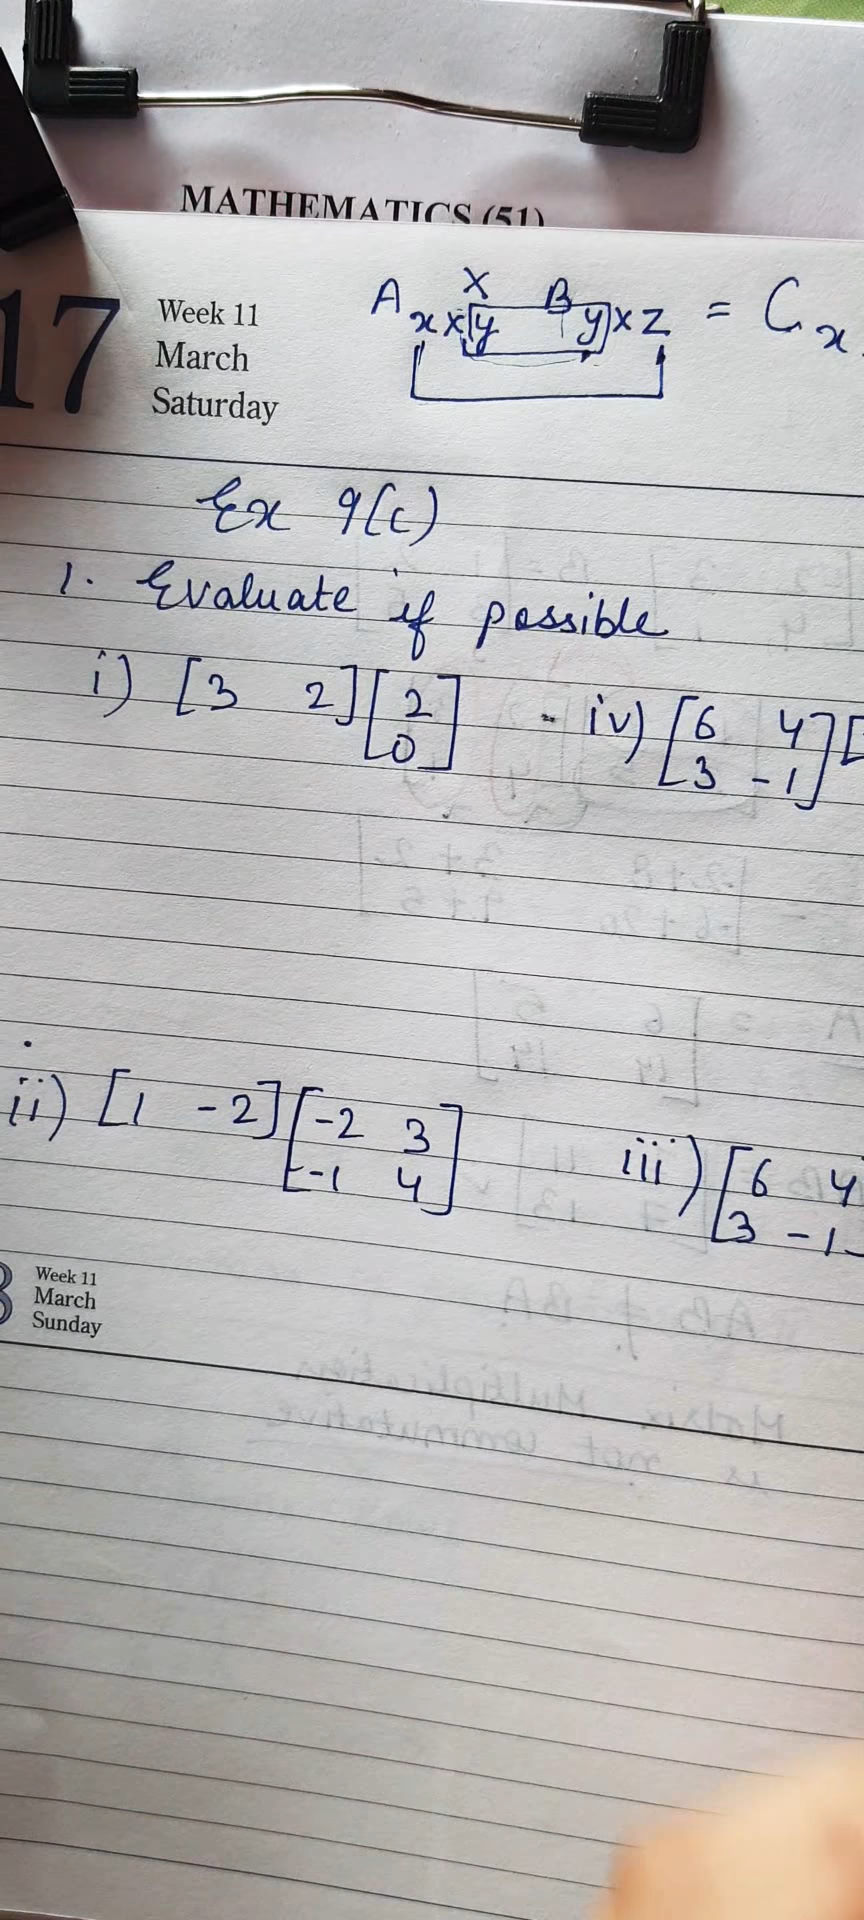 MATHEMATICS (51)
17
Week 11
March
Saturday
A x×y X B y×z = C x
Ex 9(c)
1. Evaluate if possible
i) [3 2] [2
0]
iv) [6 4
3 -1] [
ii) [1 -2] [-2 3
-1 4]
iii) [6 4
3 -1
Week 11
March
Sunday